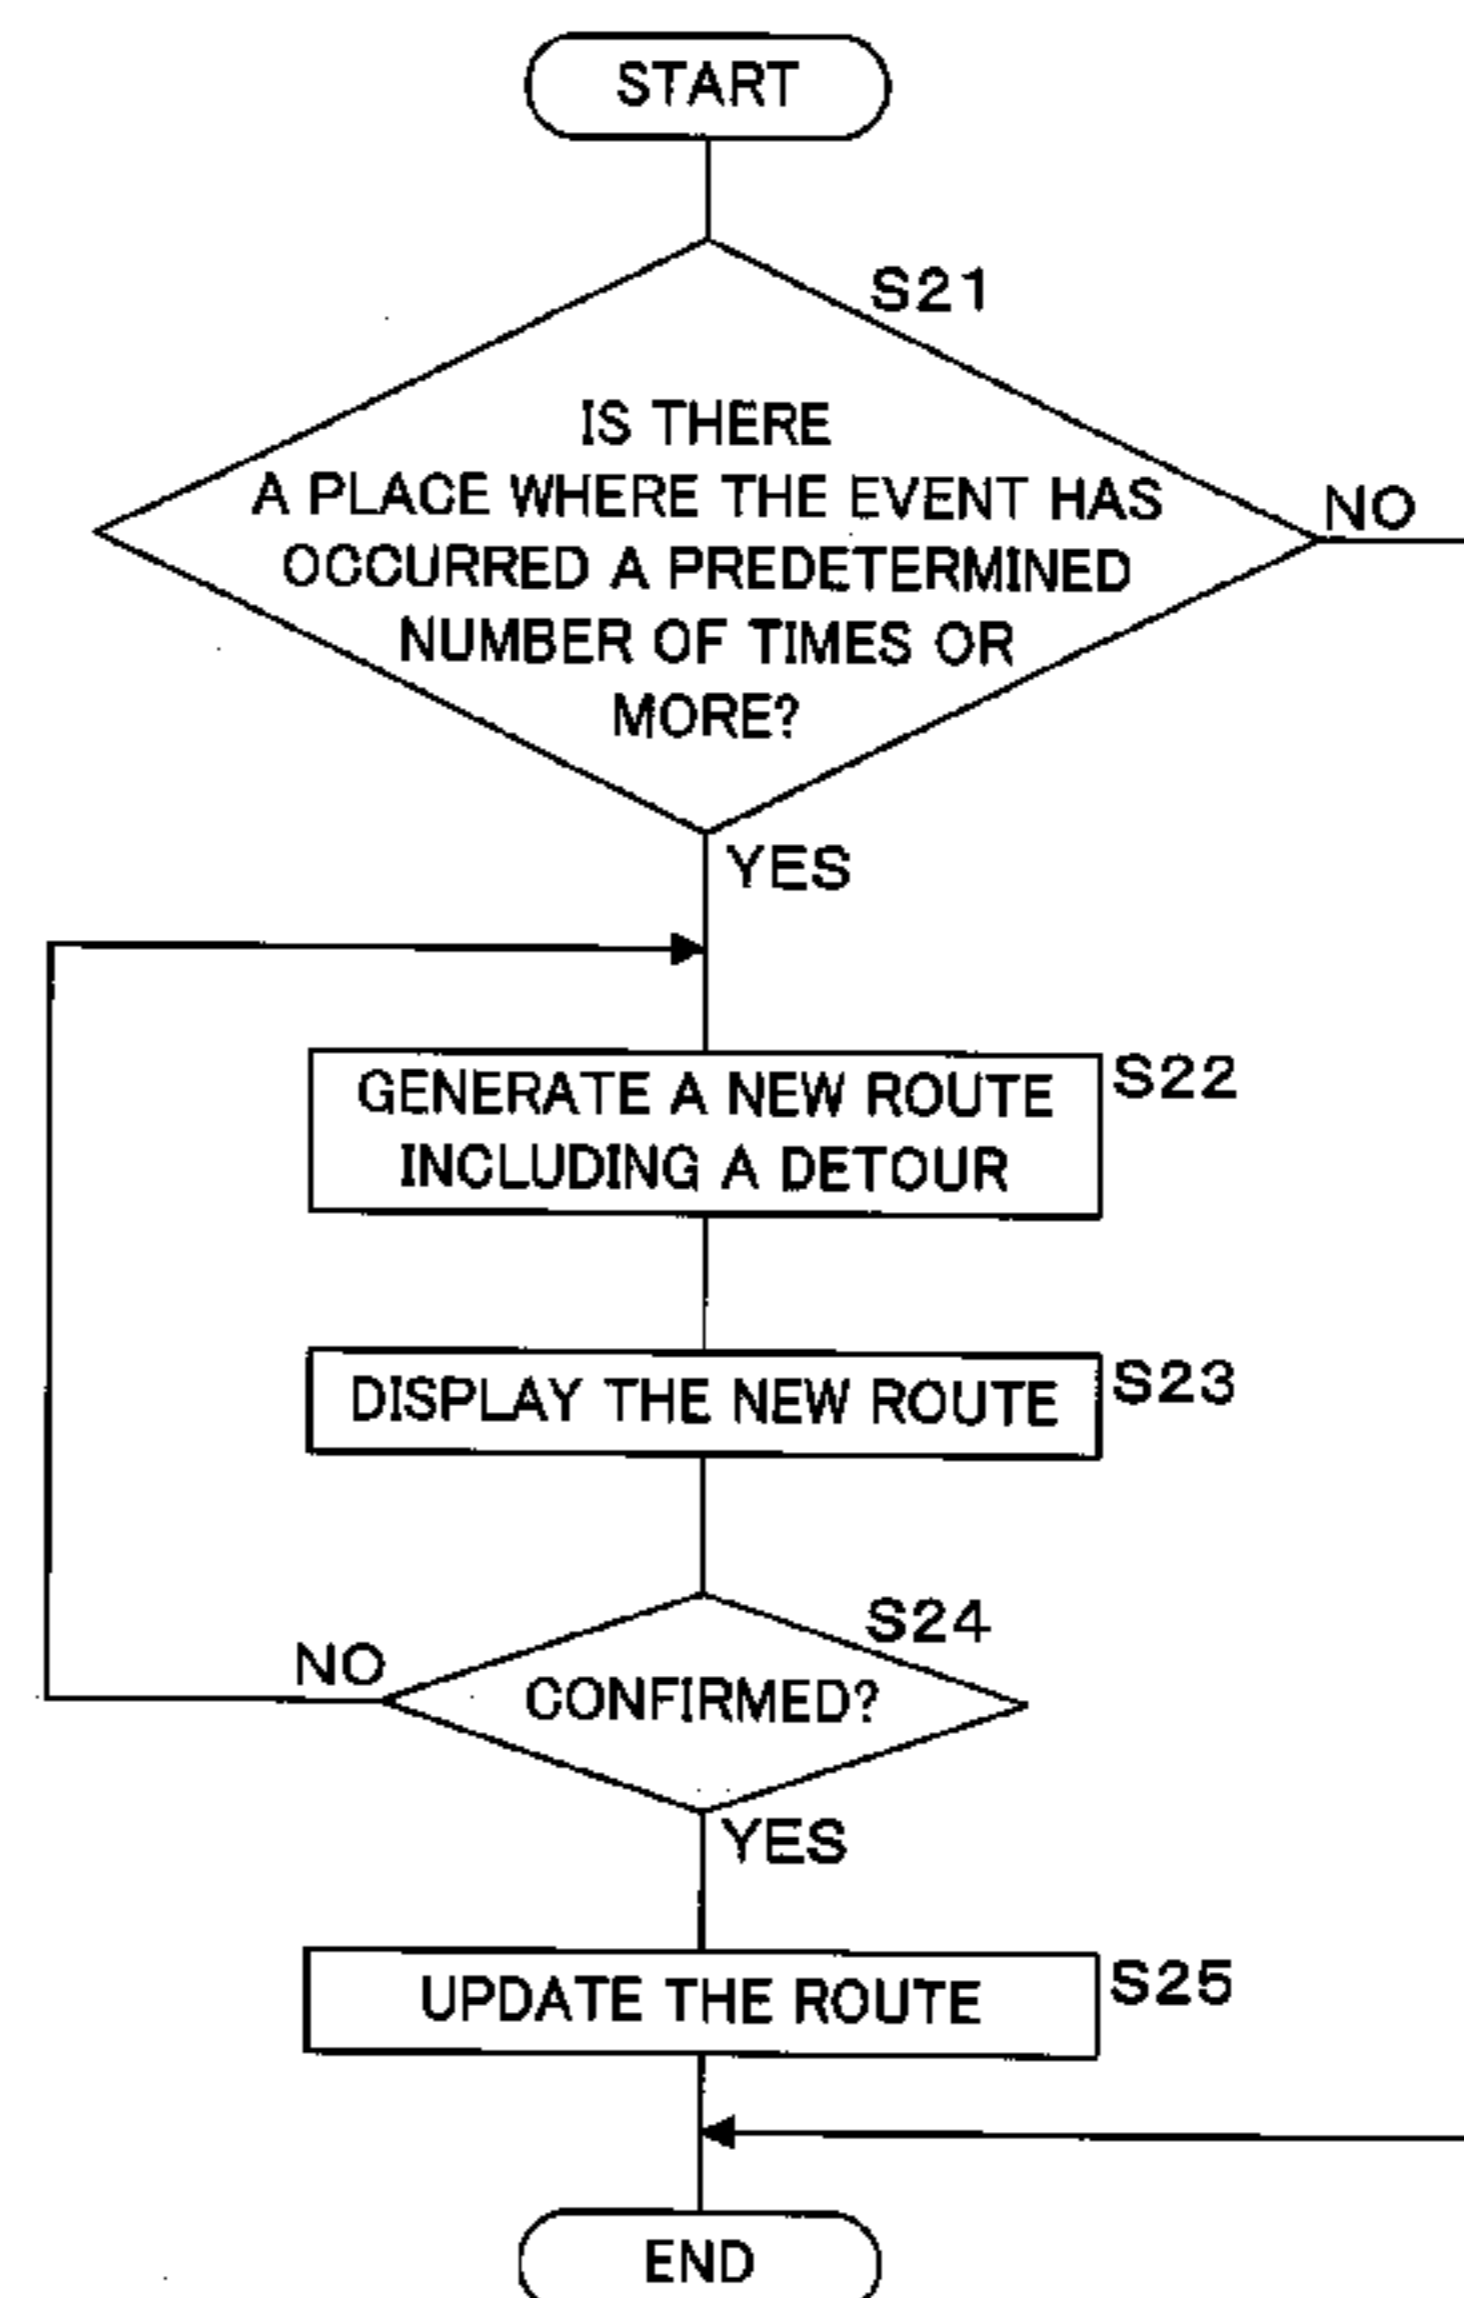 START
S21
IS THERE
A PLACE WHERE THE EVENT HAS
OCCURRED A PREDETERMINED
NUMBER OF TIMES OR
MORE?
NO
YES
GENERATE A NEW ROUTE
INCLUDING A DETOUR
S22
DISPLAY THE NEW ROUTE
S23
S24
NO
CONFIRMED?
YES
UPDATE THE ROUTE
S25
END